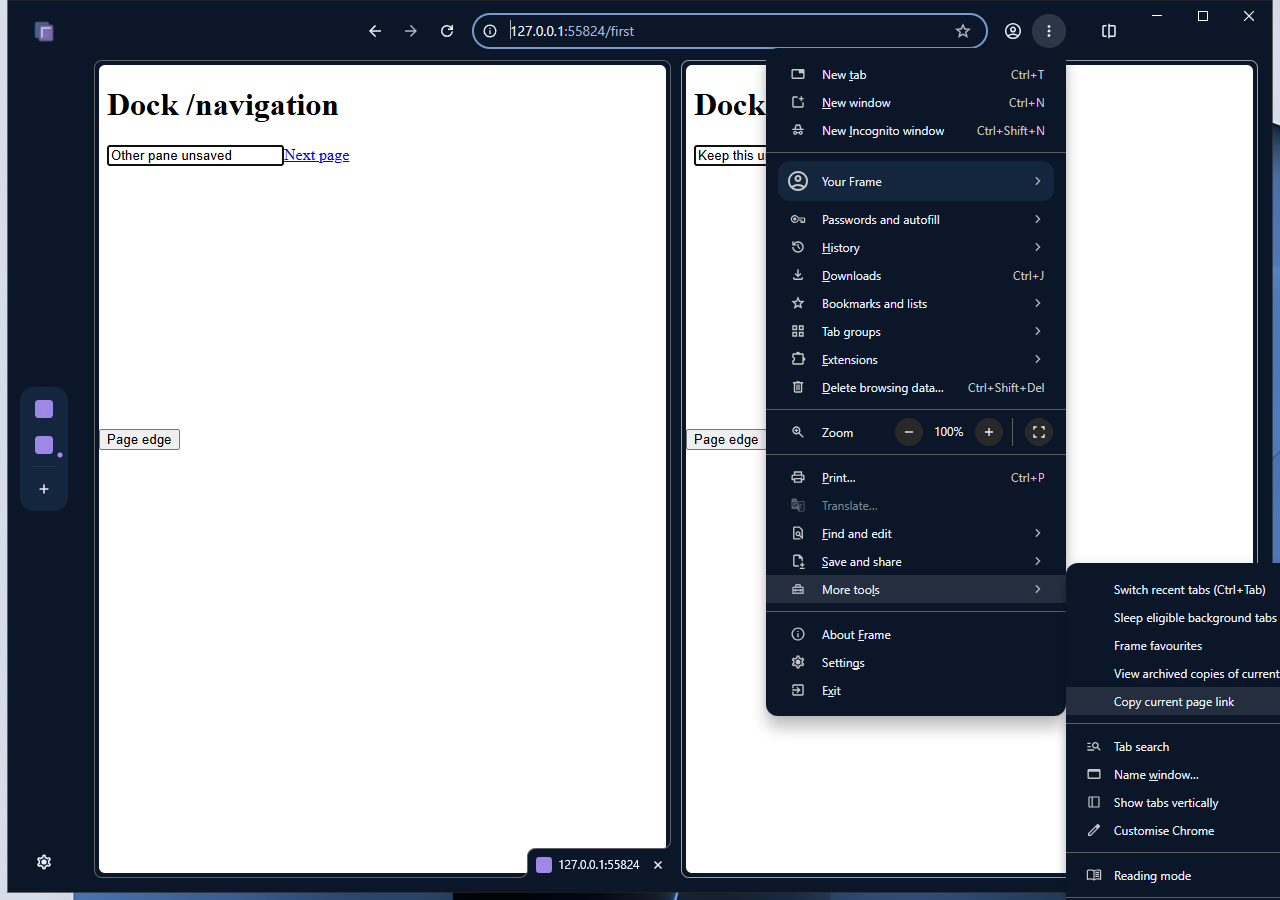 127.0.0.1:55824/first
Dock /navigation
Other pane unsaved Next page
Page edge
127.0.0.1:55824
Dock
Keep this u
Page edge
New tab Ctrl+T
New window Ctrl+N
New Incognito window Ctrl+Shift+N
Your Frame
Passwords and autofill
History
Downloads Ctrl+J
Bookmarks and lists
Tab groups
Extensions
Delete browsing data... Ctrl+Shift+Del
Zoom − 100% +
Print... Ctrl+P
Translate...
Find and edit
Save and share
More tools
About Frame
Settings
Exit
Switch recent tabs (Ctrl+Tab)
Sleep eligible background tabs
Frame favourites
View archived copies of current
Copy current page link
Tab search
Name window...
Show tabs vertically
Customise Chrome
Reading mode